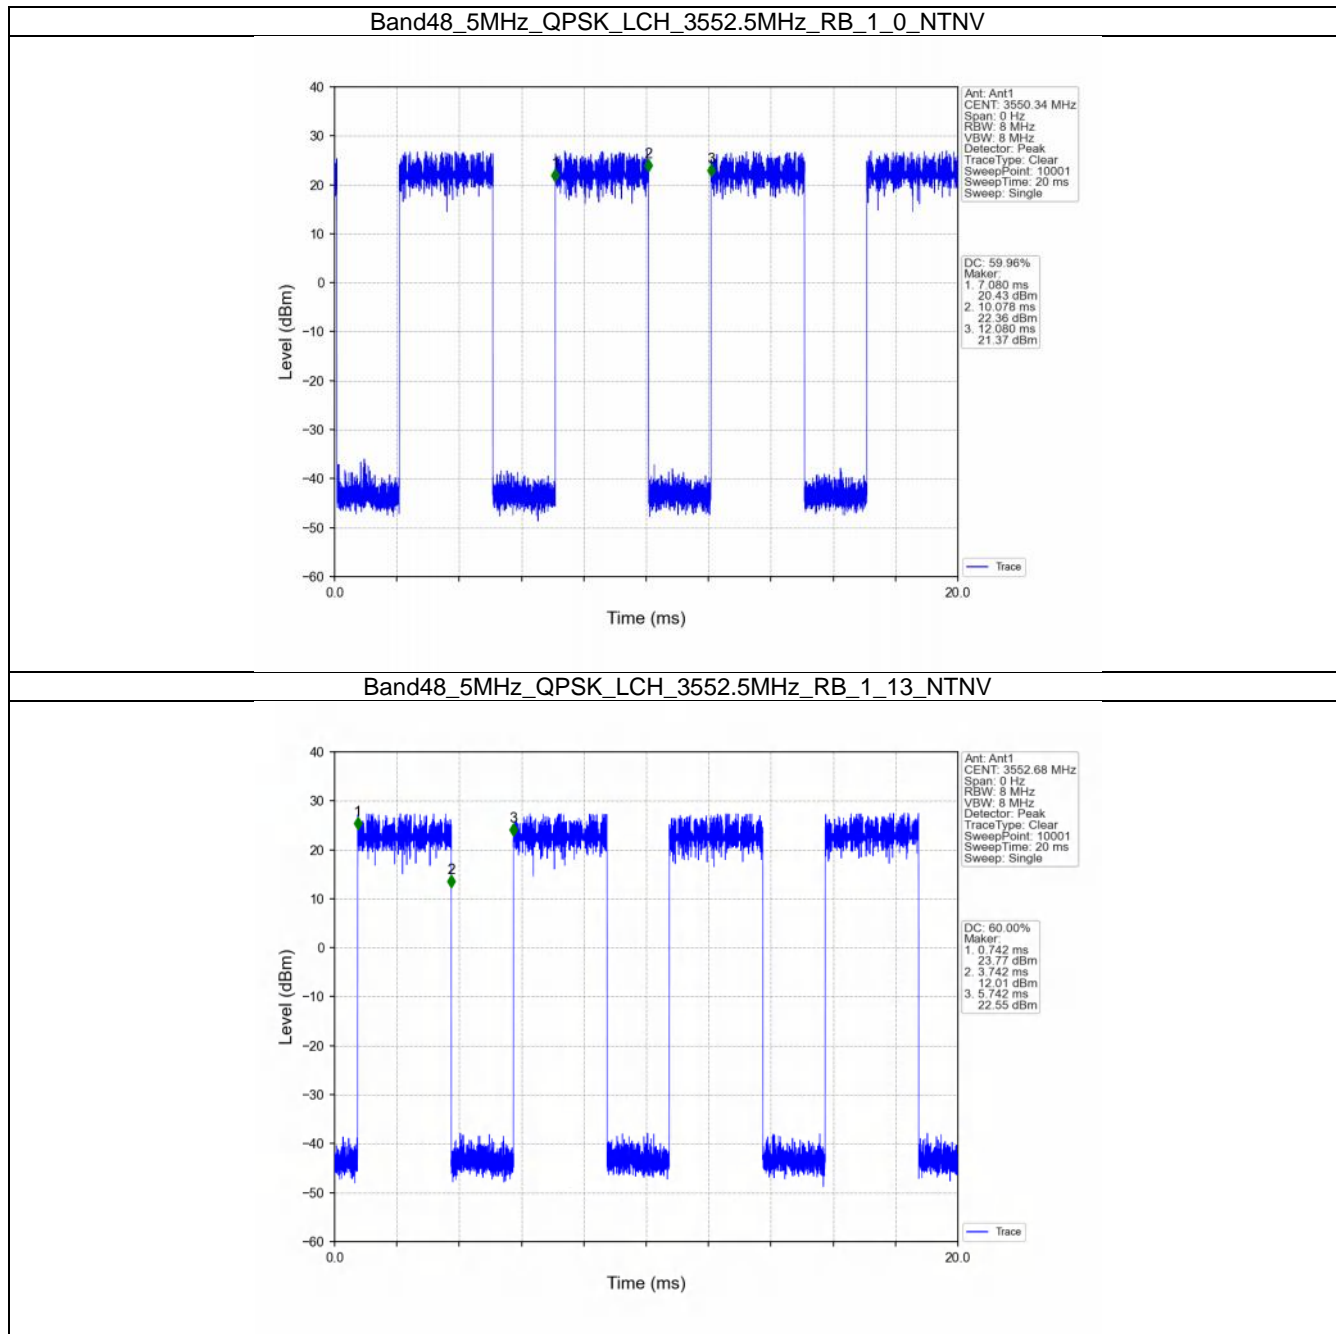 Band48_5MHz_QPSK_LCH_3552.5MHz_RB_1_0_NTNV
40
30
20
10
0
−10
−20
−30
−40
−50
−60
Level (dBm)
1
2
3
0.0
20.0
Time (ms)
Ant: Ant1
CENT: 3550.34 MHz
Span: 0 Hz
RBW: 8 MHz
VBW: 8 MHz
Detector: Peak
TraceType: Clear
SweepPoint: 10001
SweepTime: 20 ms
Sweep: Single
DC: 59.96%
Maker:
1. 7.080 ms
20.43 dBm
2. 10.078 ms
22.36 dBm
3. 12.080 ms
21.37 dBm
Trace
Band48_5MHz_QPSK_LCH_3552.5MHz_RB_1_13_NTNV
40
30
20
10
0
−10
−20
−30
−40
−50
−60
Level (dBm)
1
2
3
0.0
20.0
Time (ms)
Ant: Ant1
CENT: 3552.68 MHz
Span: 0 Hz
RBW: 8 MHz
VBW: 8 MHz
Detector: Peak
TraceType: Clear
SweepPoint: 10001
SweepTime: 20 ms
Sweep: Single
DC: 60.00%
Maker:
1. 0.742 ms
23.77 dBm
2. 3.742 ms
12.01 dBm
3. 5.742 ms
22.55 dBm
Trace